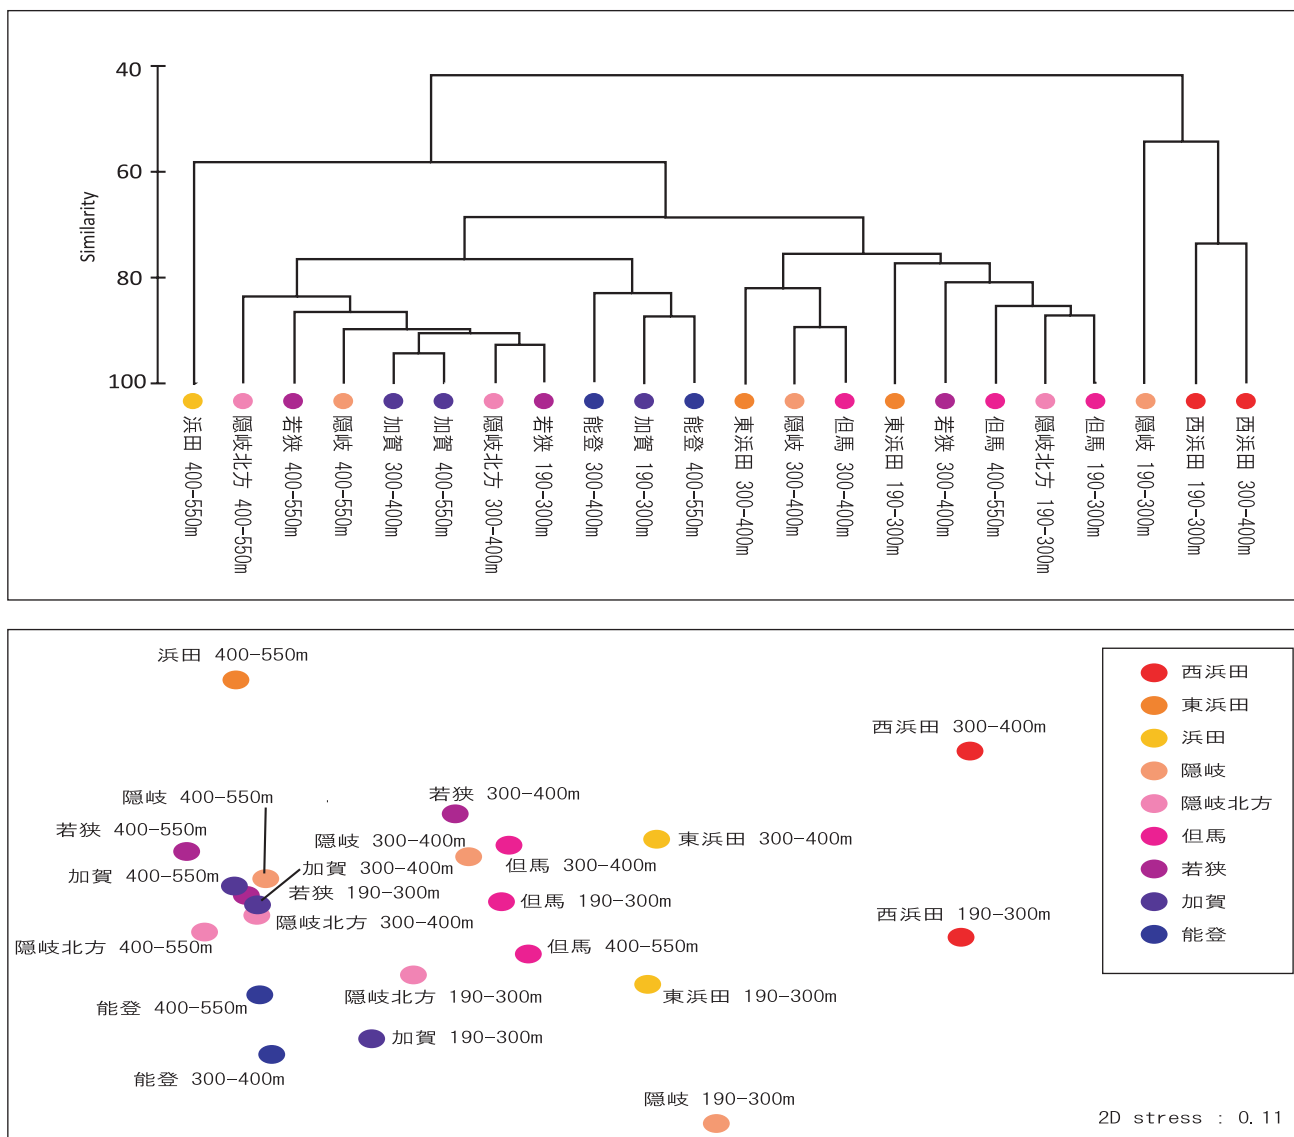 40
60
80
100
Similarity
浜田 400-550m
隠岐北方 400-550m
若狭 400-550m
隠岐 400-550m
加賀 300-400m
加賀 400-550m
隠岐北方 300-400m
若狭 190-300m
能登 300-400m
加賀 190-300m
能登 400-550m
東浜田 300-400m
隠岐 300-400m
但馬 300-400m
東浜田 190-300m
若狭 300-400m
但馬 400-550m
隠岐北方 190-300m
但馬 190-300m
隠岐 190-300m
西浜田 190-300m
西浜田 300-400m
浜田 400-550m
西浜田 300-400m
隠岐 400-550m
若狭 300-400m
若狭 400-550m
隠岐 300-400m
東浜田 300-400m
但馬 300-400m
加賀 300-400m
加賀 400-550m
若狭 190-300m
但馬 190-300m
隠岐北方 300-400m
西浜田 190-300m
隠岐北方 400-550m
但馬 400-550m
隠岐北方 190-300m
東浜田 190-300m
能登 400-550m
加賀 190-300m
能登 300-400m
隠岐 190-300m
西浜田
東浜田
浜田
隠岐
隠岐北方
但馬
若狭
加賀
能登
2D stress : 0.11